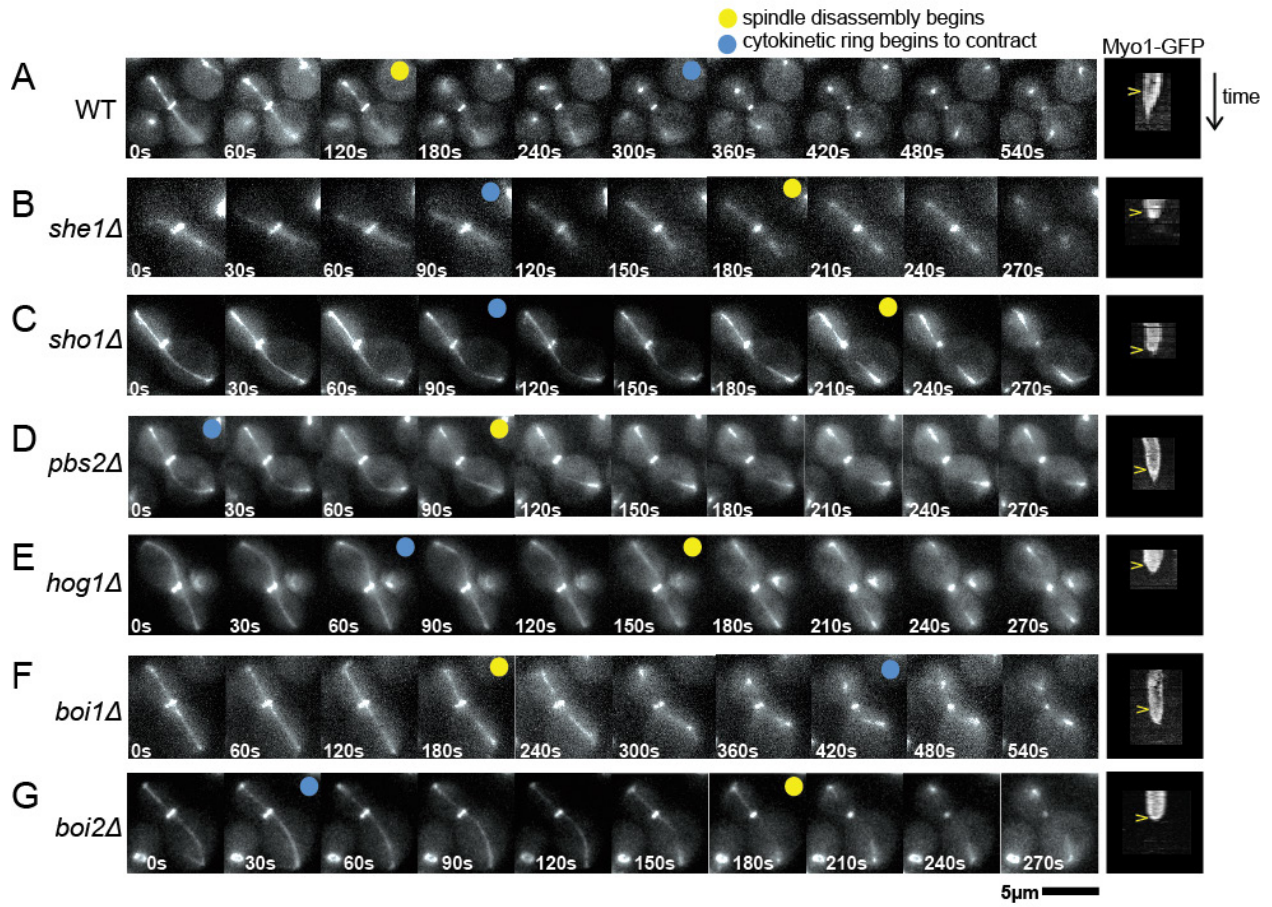 spindle disassembly begins
cytokinetic ring begins to contract
Myo1-GFP
time
A
WT
0s 60s 120s 180s 240s 300s 360s 420s 480s 540s
>
B
she1Δ
0s 30s 60s 90s 120s 150s 180s 210s 240s 270s
>
C
sho1Δ
0s 30s 60s 90s 120s 150s 180s 210s 240s 270s
>
D
pbs2Δ
0s 30s 60s 90s 120s 150s 180s 210s 240s 270s
>
E
hog1Δ
0s 30s 60s 90s 120s 150s 180s 210s 240s 270s
>
F
boi1Δ
0s 60s 120s 180s 240s 300s 360s 420s 480s 540s
>
G
boi2Δ
0s 30s 60s 90s 120s 150s 180s 210s 240s 270s
>
5µm